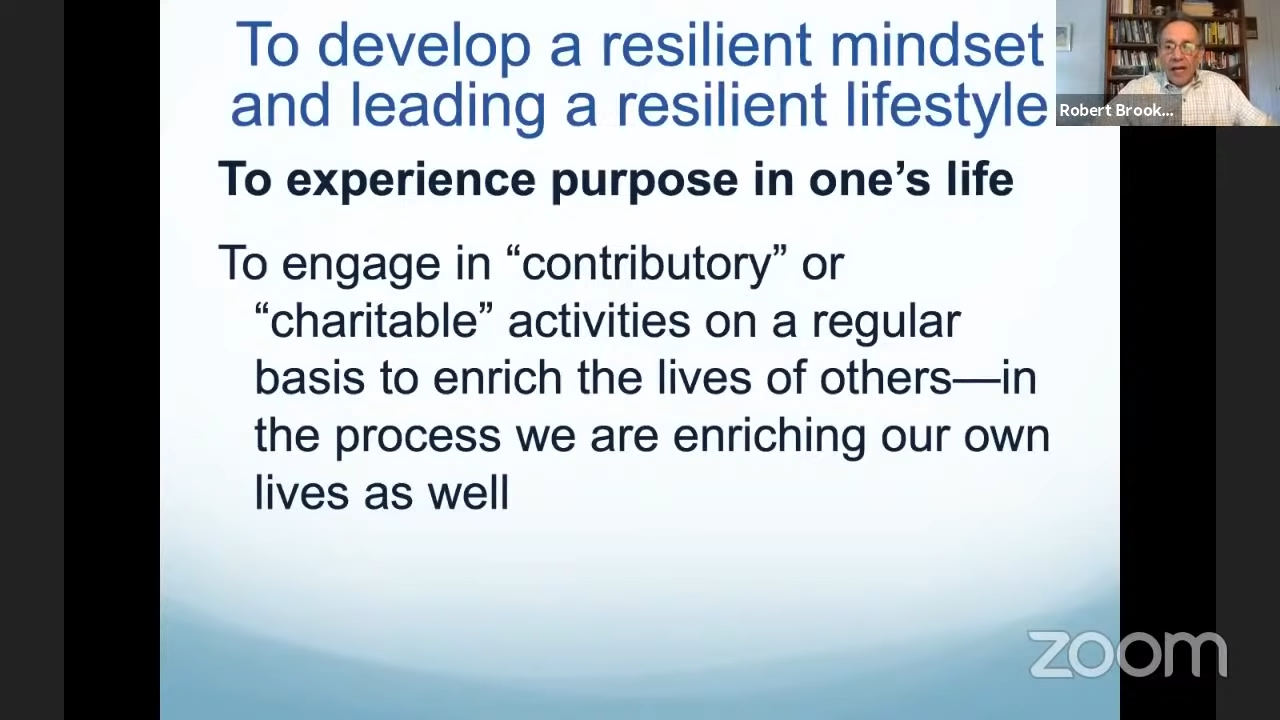 To develop a resilient mindset
and leading a resilient lifestyle
Robert Brook...
To experience purpose in one’s life
To engage in “contributory” or
“charitable” activities on a regular
basis to enrich the lives of others—in
the process we are enriching our own
lives as well
zoom